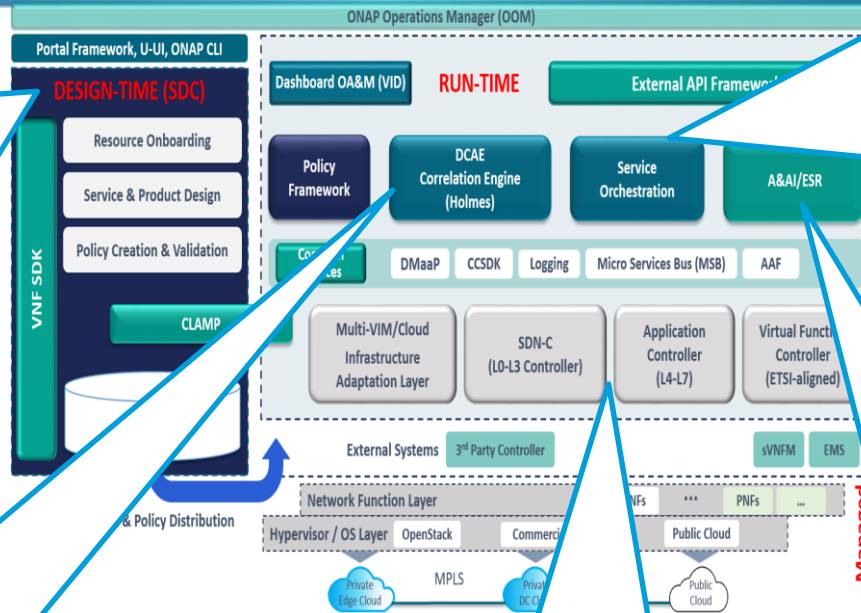 ONAP Operations Manager (OOM)
Portal Framework, U-UI, ONAP CLI
DESIGN-TIME (SDC)
VNF SDK
Resource Onboarding
Service & Product Design
Policy Creation & Validation
CLAMP
Dashboard OA&M (VID)
RUN-TIME
External API
Policy
Framework
DCAE
Correlation Engine
(Holmes)
Service
Orchestration
A&AI/ESR
DMaaP
CCSDK
Logging
Micro Services Bus (MSB)
AAF
Multi-VIM/Cloud
Infrastructure
Adaptation Layer
SDN-C
(L0-L3 Controller)
Application
Controller
(L4-L7)
Virtual
Controller
(ETSI-aligned)
External Systems
3rd Party Controller
sVNFM
EMS
& Policy Distribution
Network Function Layer
...
PNFs
...
Hypervisor / OS Layer
OpenStack
Public Cloud
Private
Edge Cloud
MPLS
DC
Public
Cloud